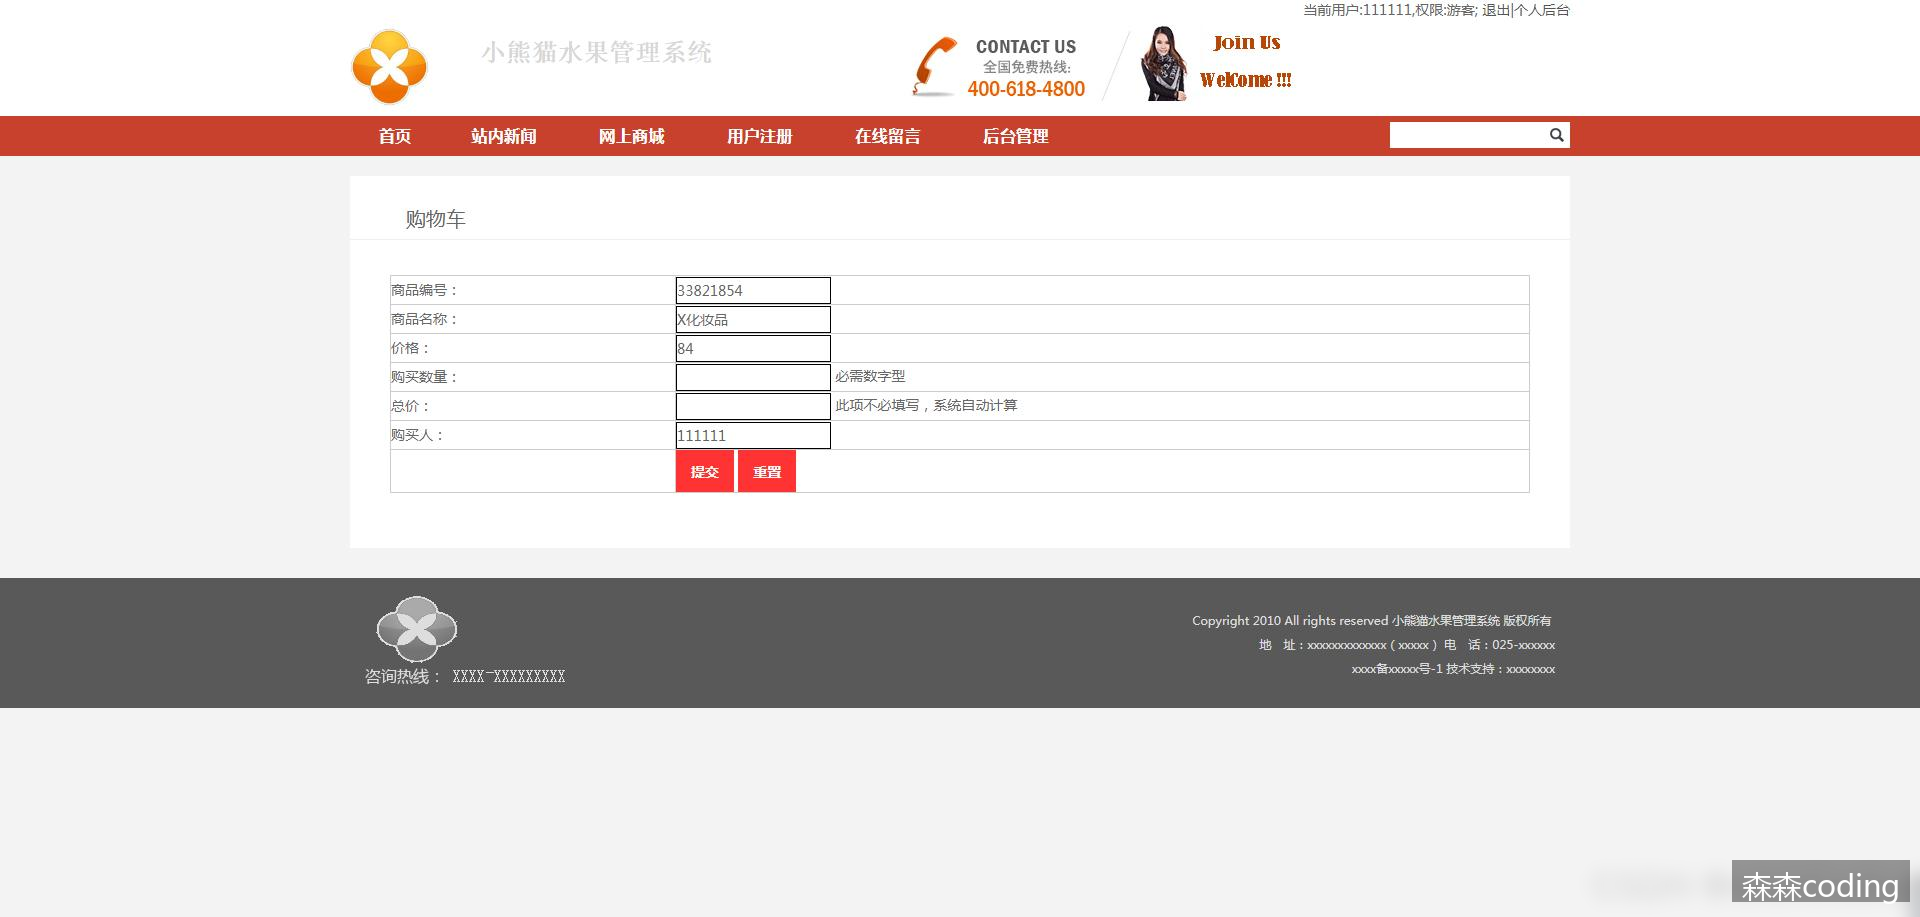 当前用户:111111,权限:游客; 退出|个人后台
小熊猫水果管理系统
CONTACT US
全国免费热线:
400-618-4800
Join Us
WelCome !!!
首页 站内新闻 网上商城 用户注册 在线留言 后台管理
购物车
商品编号： 33821854
商品名称： X化妆品
价格： 84
购买数量： 必需数字型
总价： 此项不必填写，系统自动计算
购买人： 111111
提交 重置
咨询热线： XXXX-XXXXXXXXX
Copyright 2010 All rights reserved 小熊猫水果管理系统 版权所有
地 址：xxxxxxxxxxxxx（xxxxx） 电 话：025-xxxxxx
xxxx备xxxxx号-1 技术支持：xxxxxxxx
森森coding